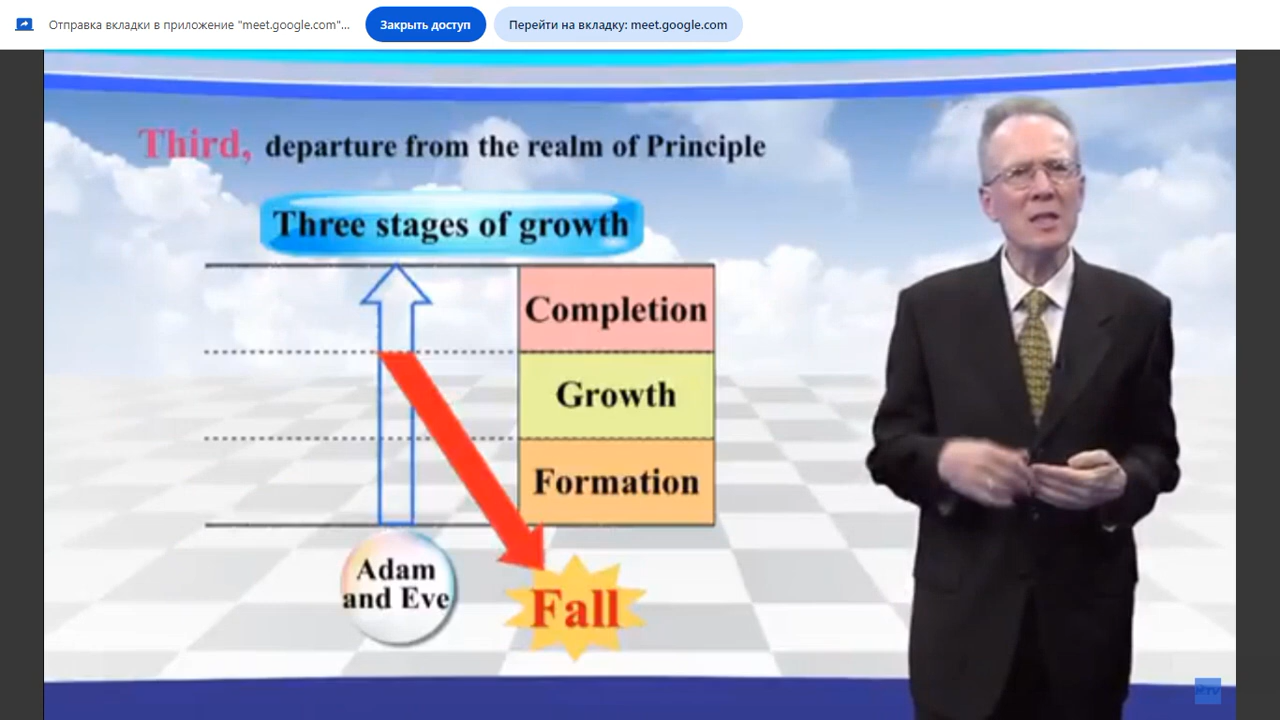 Отправка вкладки в приложение "meet.google.com"...
Закрыть доступ
Перейти на вкладку: meet.google.com
Third, departure from the realm of Principle
Three stages of growth
Completion
Growth
Formation
Adam
and Eve
Fall